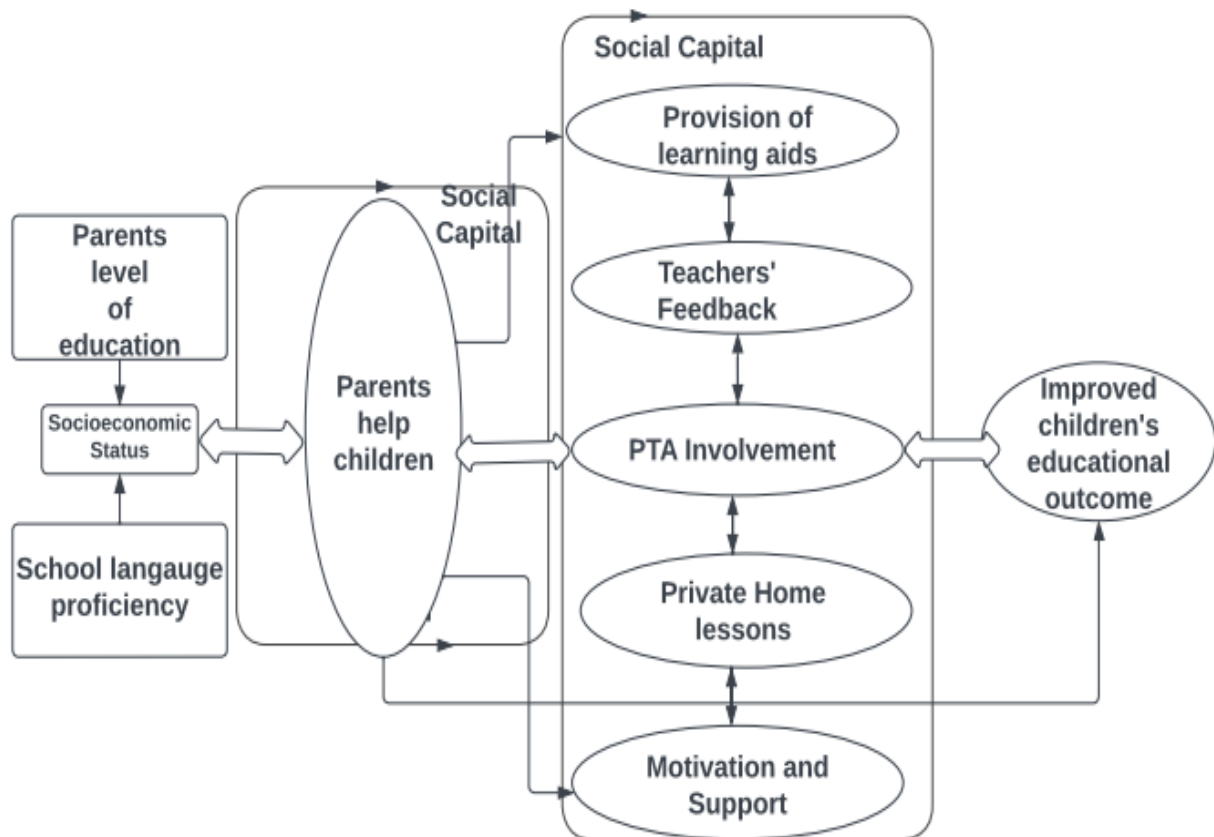 Parents
level
of
education
Socioeconomic
Status
School langauge
proficiency
Social
Capital
Parents
help
children
Social Capital
Provision of
learning aids
Teachers'
Feedback
PTA Involvement
Private Home
lessons
Motivation and
Support
Improved
children's
educational
outcome